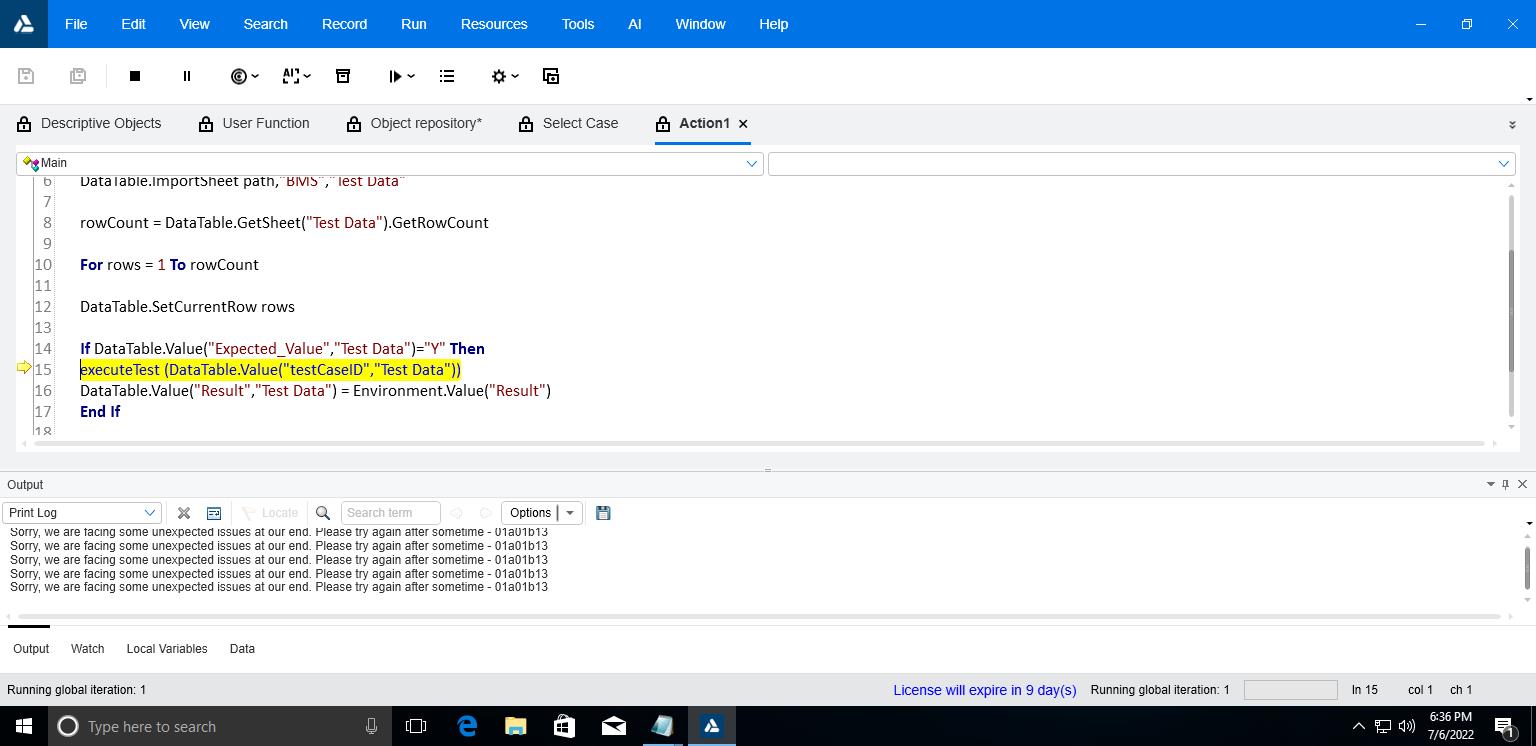 File Edit View Search Record Run Resources Tools AI Window Help
Descriptive Objects User Function Object repository* Select Case Action1
Main
6 DataTable.ImportSheet path,"BMS","Test Data"
7
8 rowCount = DataTable.GetSheet("Test Data").GetRowCount
9
10 For rows = 1 To rowCount
11
12 DataTable.SetCurrentRow rows
13
14 If DataTable.Value("Expected_Value","Test Data")="Y" Then
15 executeTest (DataTable.Value("testCaseID","Test Data"))
16 DataTable.Value("Result","Test Data") = Environment.Value("Result")
17 End If
18
Output
Print Log Locate Search term Options
Sorry, we are facing some unexpected issues at our end. Please try again after sometime - 01a01b13
Sorry, we are facing some unexpected issues at our end. Please try again after sometime - 01a01b13
Sorry, we are facing some unexpected issues at our end. Please try again after sometime - 01a01b13
Sorry, we are facing some unexpected issues at our end. Please try again after sometime - 01a01b13
Sorry, we are facing some unexpected issues at our end. Please try again after sometime - 01a01b13
Output Watch Local Variables Data
Running global iteration: 1 License will expire in 9 day(s) Running global iteration: 1 ln 15 col 1 ch 1
Type here to search
6:36 PM
7/6/2022
1